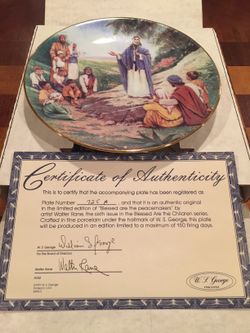 Certificate of Authenticity
This is to certify that the accompanying plate has been registered as
Plate Number 725 A, and that it is an authentic original
in the limited edition of "Blessed are the peacemakers" by
artist Walter Rane, the sixth issue in the Blessed Are the Children series.
Crafted in fine porcelain under the hallmark of W. S. George, this plate
will be produced in an edition limited to a maximum of 150 firing days.
W. S. George
For the Board of Directors
Walter Rane
Artist
W. S. George